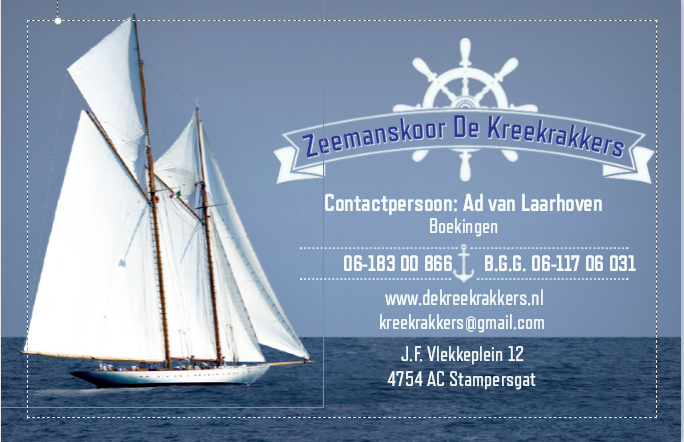 Zeemanskoor De Kreekrakkers
Contactpersoon: Ad van Laarhoven
Boekingen
06-183 00 866 B.G.G. 06-117 06 031
www.dekreekrakkers.nl
kreekrakkers@gmail.com
J.F. Vlekkeplein 12
4754 AC Stampersgat